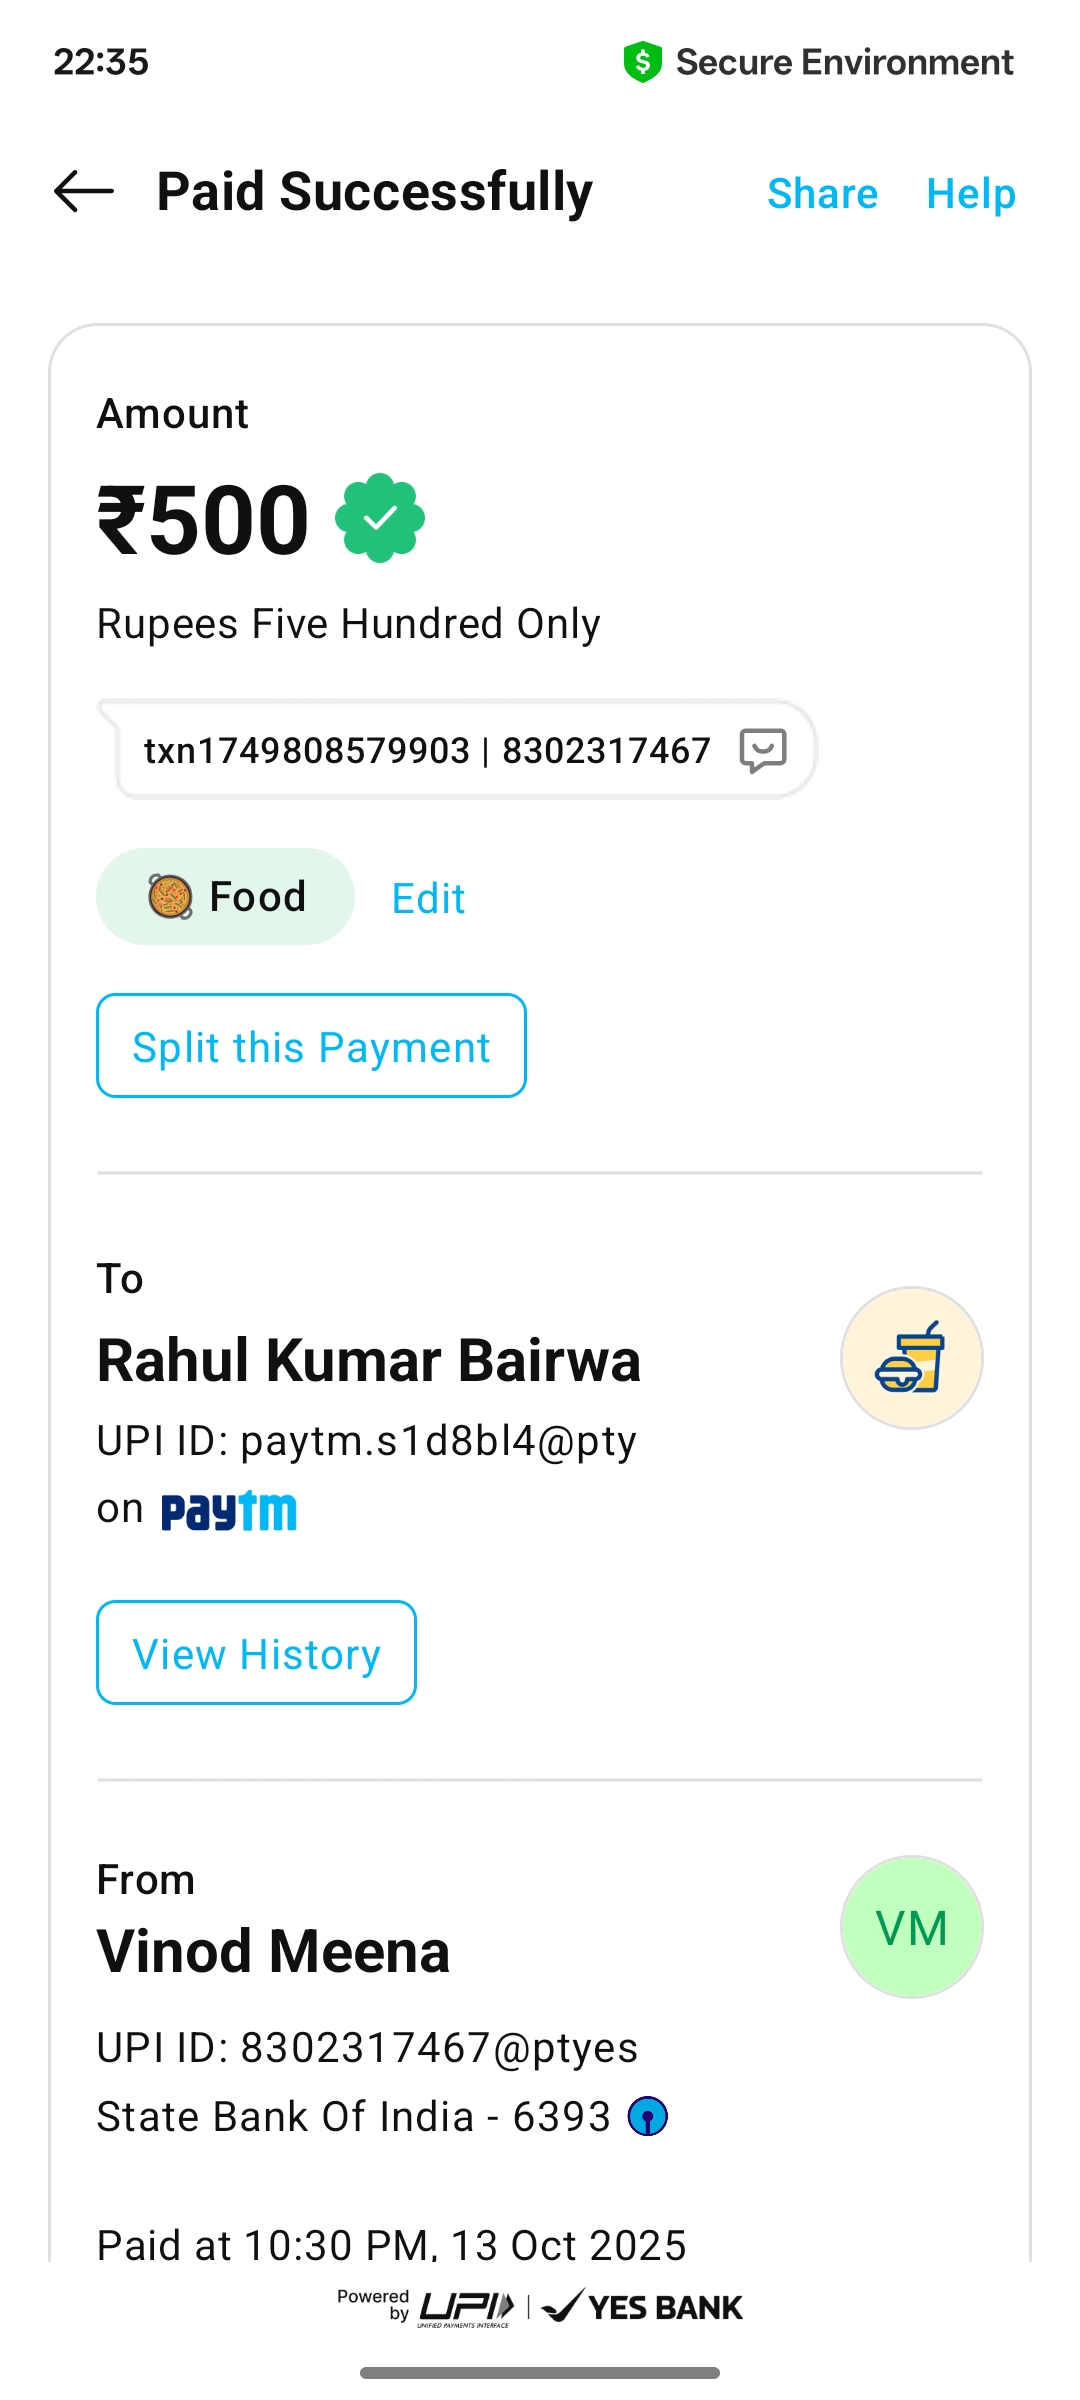 22:35 Secure Environment
Paid Successfully Share Help
Amount
₹500
Rupees Five Hundred Only
txn1749808579903 | 8302317467
Food Edit
Split this Payment
To
Rahul Kumar Bairwa
UPI ID: paytm.s1d8bl4@pty
on paytm
View History
From
VM
Vinod Meena
UPI ID: 8302317467@ptyes
State Bank Of India - 6393
Paid at 10:30 PM, 13 Oct 2025
Powered by UPI | YES BANK
UNIFIED PAYMENTS INTERFACE